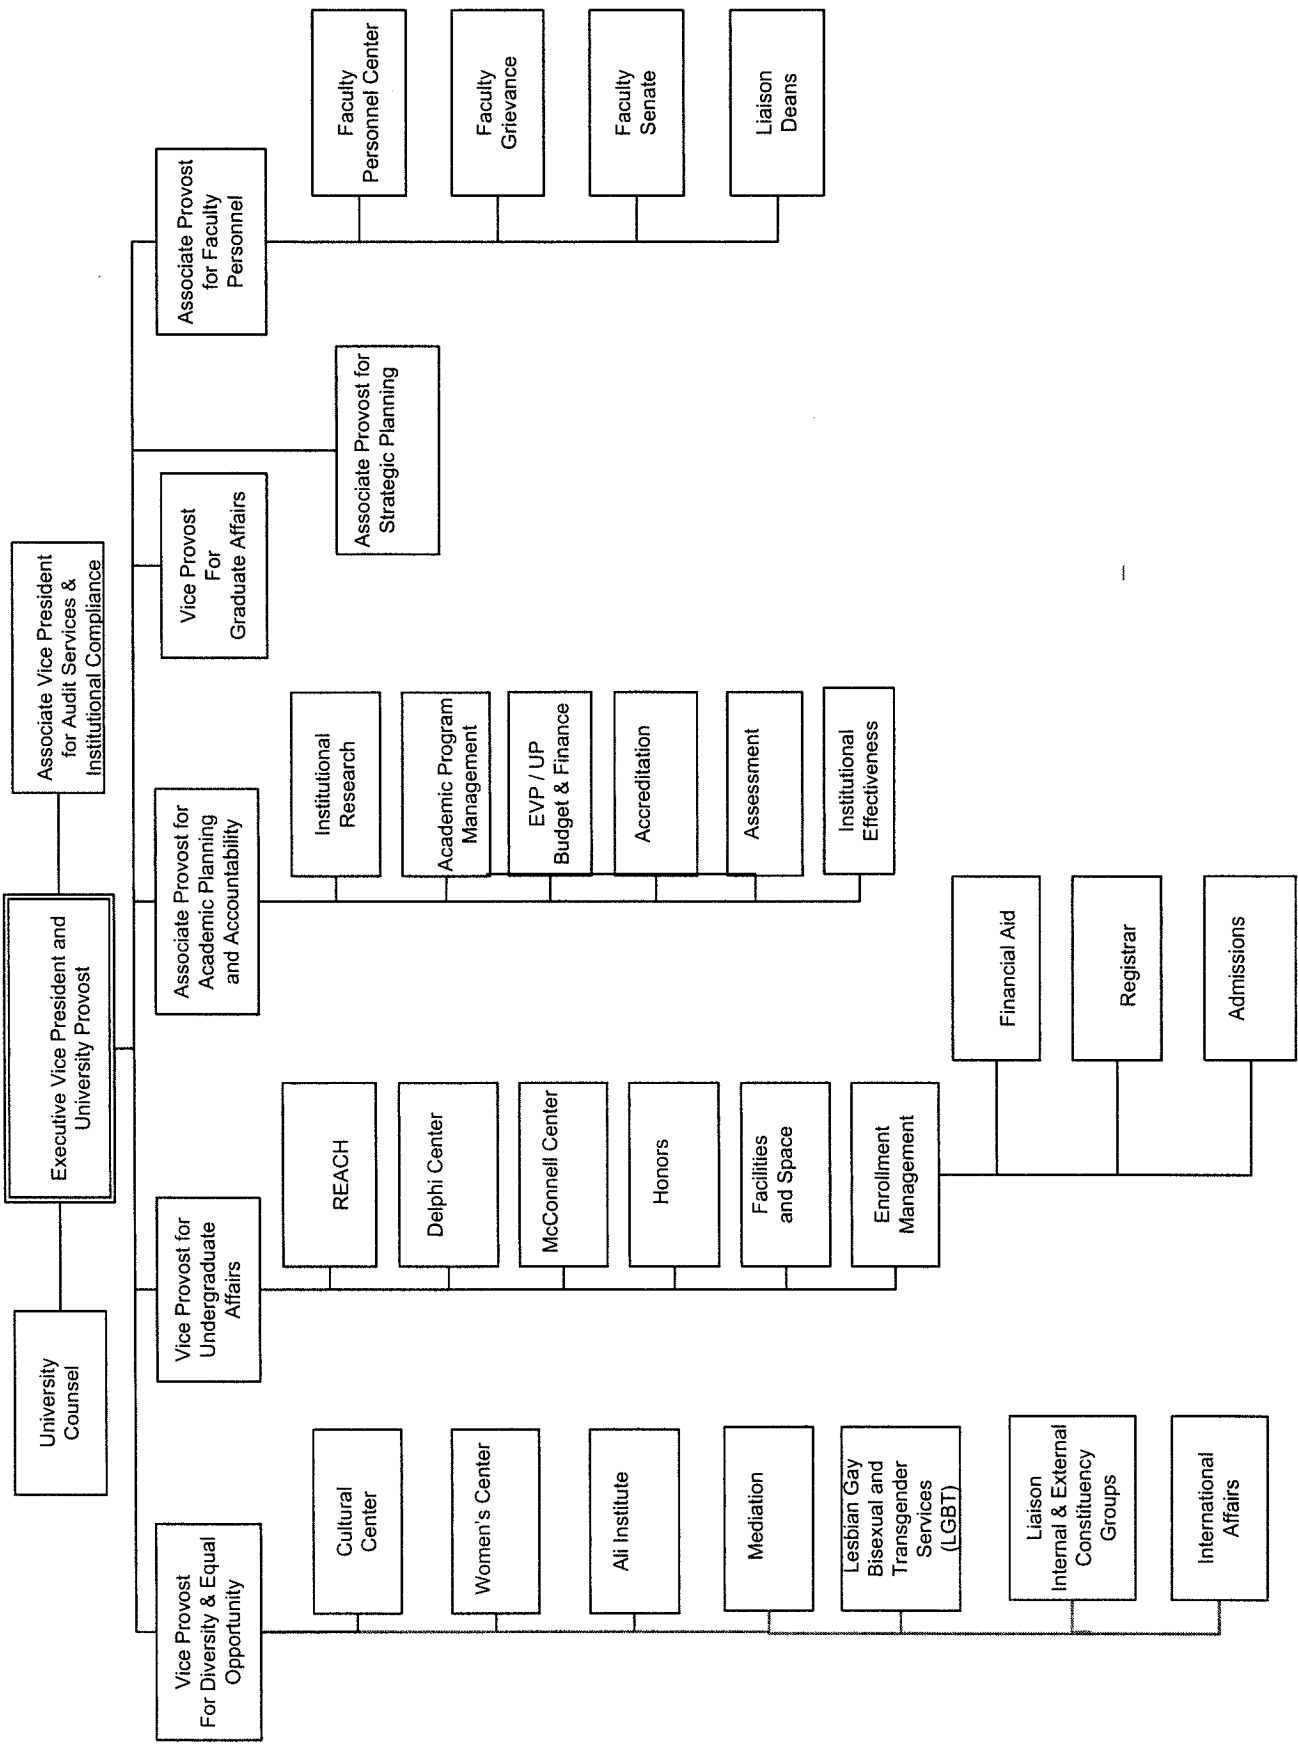 University
Counsel
Executive Vice President and
University Provost
Associate Vice President
for Audit Services &
Institutional Compliance
Vice Provost
For Diversity & Equal
Opportunity
Cultural
Center
Women's Center
Ali Institute
Mediation
Lesbian Gay
Bisexual and
Transgender
Services
(LGBT)
Liaison
Internal & External
Constituency
Groups
International
Affairs
Vice Provost for
Undergraduate
Affairs
REACH
Delphi Center
McConnell Center
Honors
Facilities
and Space
Enrollment
Management
Financial Aid
Registrar
Admissions
Associate Provost for
Academic Planning
and Accountability
Institutional
Research
Academic Program
Management
EVP / UP
Budget & Finance
Accreditation
Assessment
Institutional
Effectiveness
Vice Provost
For
Graduate Affairs
Associate Provost for
Strategic Planning
Associate Provost
for Faculty
Personnel
Faculty
Personnel Center
Faculty
Grievance
Faculty
Senate
Liaison
Deans